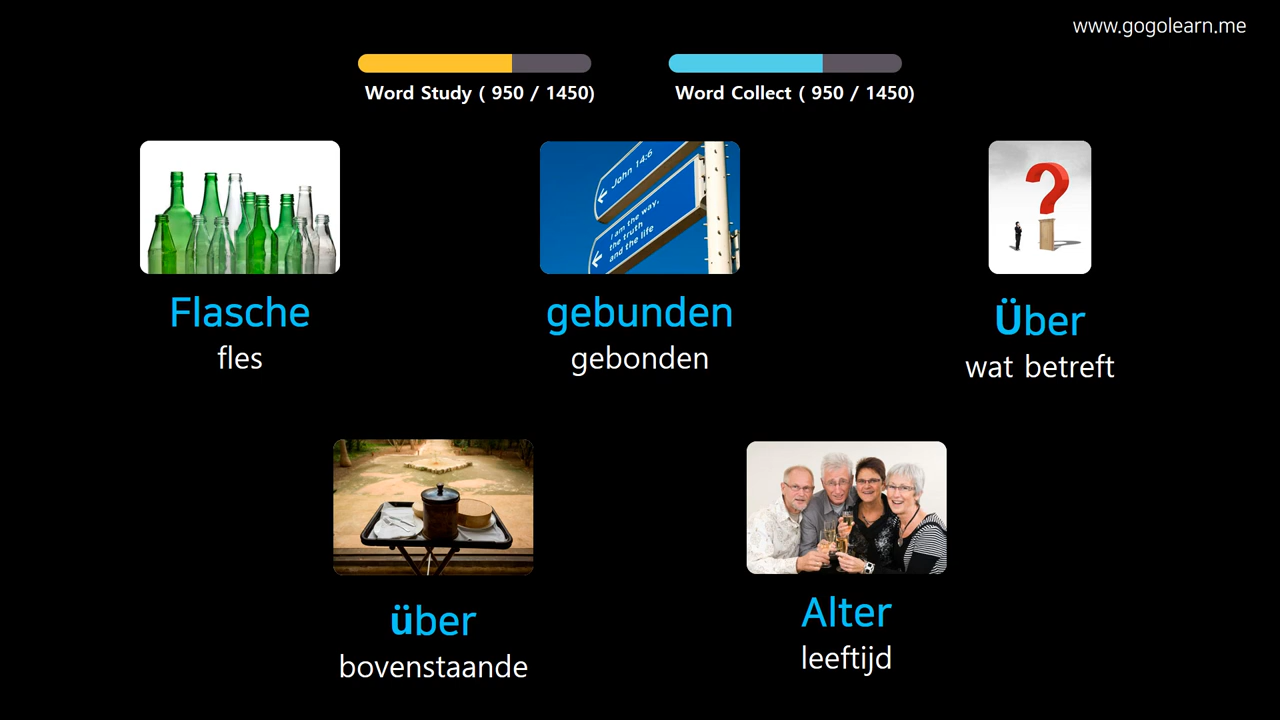 www.gogolearn.me
Word Study ( 950 / 1450)
Word Collect ( 950 / 1450)
John 14:6
I am the way,
the truth
and the life
Flasche
fles
gebunden
gebonden
Über
wat betreft
über
bovenstaande
Alter
leeftijd